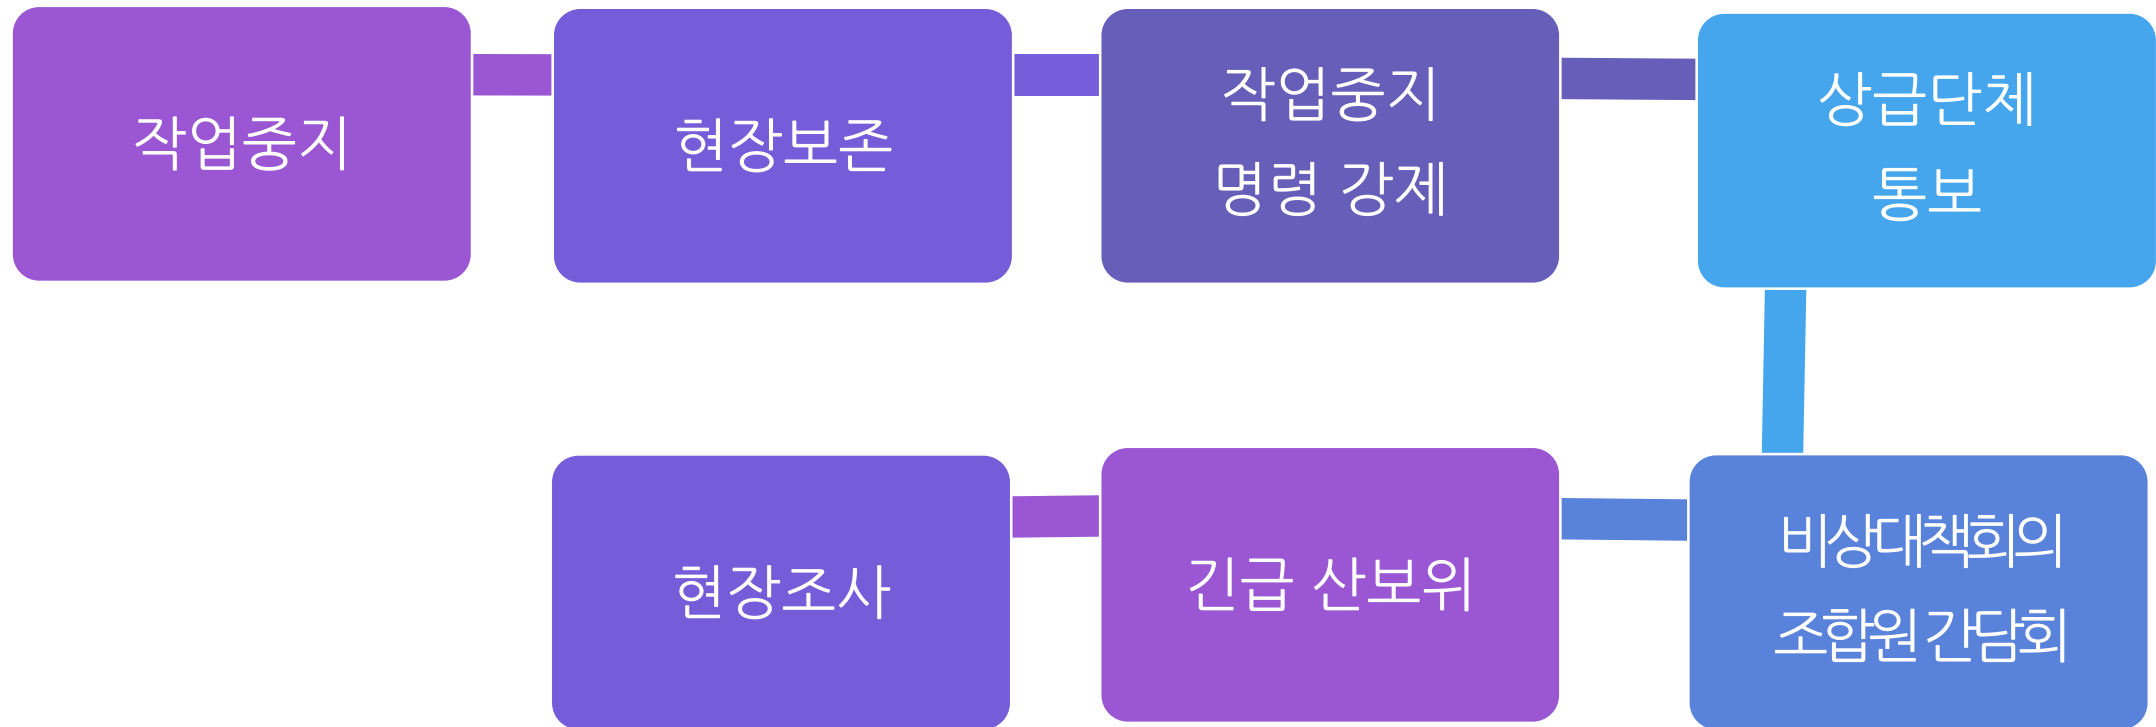 작업중지
현장보존
작업중지
명령 강제
상급단체
통보
비상대책회의
조합원 간담회
긴급 산보위
현장조사